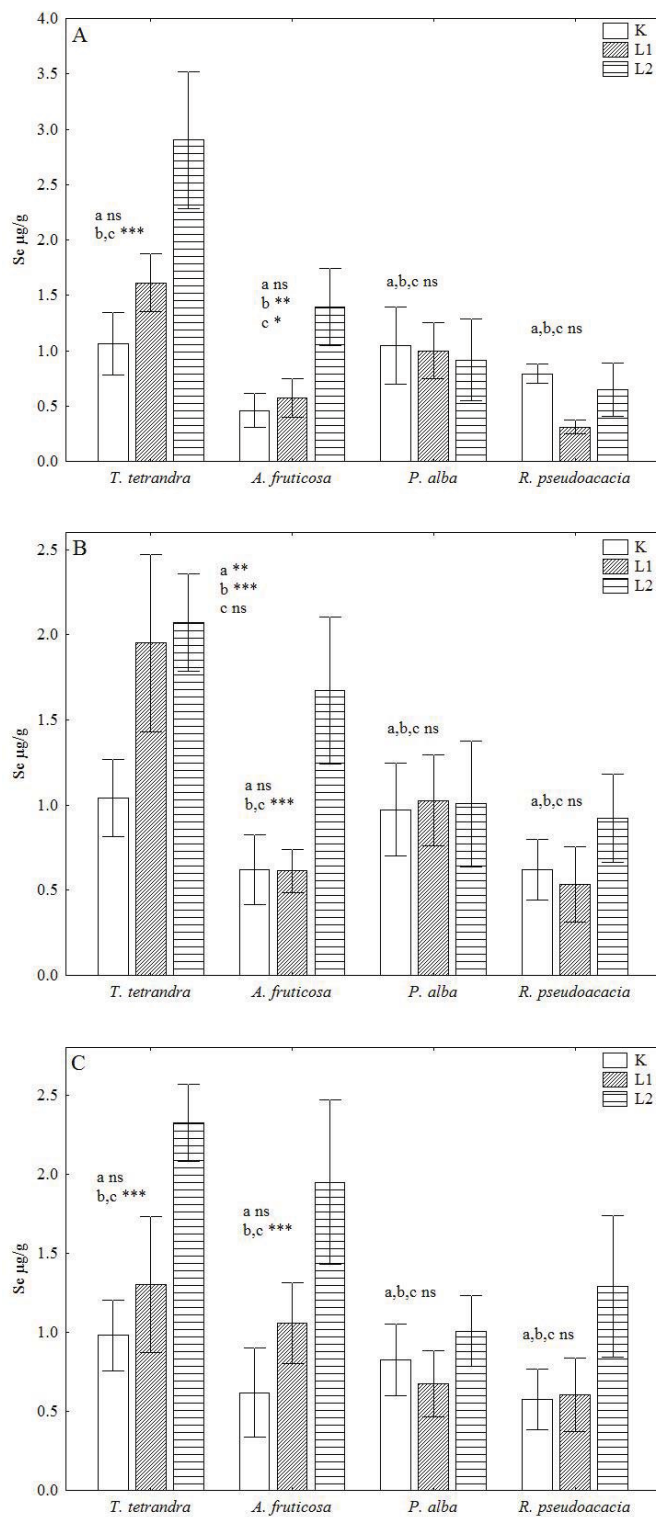 A
K
L1
L2
4.0
3.5
3.0
2.5
2.0
1.5
1.0
0.5
0.0
Se μg/g
a ns
b,c ***
a ns
b **
c *
a,b,c ns
a,b,c ns
T. tetrandra
A. fruticosa
P. alba
R. pseudoacacia
B
K
L1
L2
2.5
2.0
1.5
1.0
0.5
0.0
Se μg/g
a **
b ***
c ns
a ns
b,c ***
a,b,c ns
a,b,c ns
T. tetrandra
A. fruticosa
P. alba
R. pseudoacacia
C
K
L1
L2
2.5
2.0
1.5
1.0
0.5
0.0
Se μg/g
a ns
b,c ***
a ns
b,c ***
a,b,c ns
a,b,c ns
T. tetrandra
A. fruticosa
P. alba
R. pseudoacacia